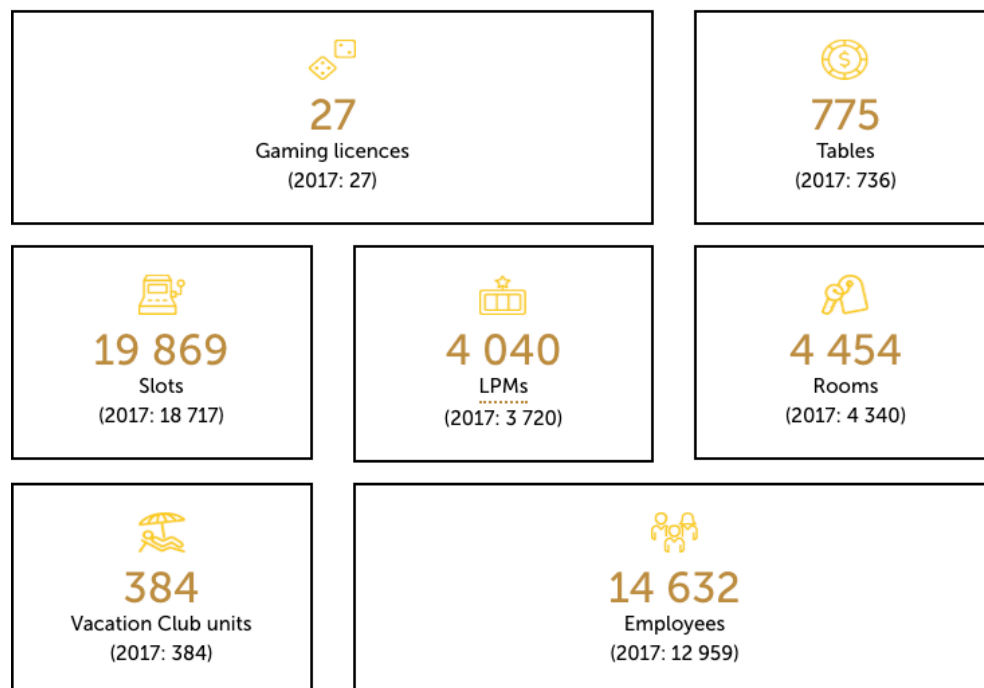 27
Gaming licences
(2017: 27)
775
Tables
(2017: 736)
19 869
Slots
(2017: 18 717)
4 040
LPMs
(2017: 3 720)
4 454
Rooms
(2017: 4 340)
384
Vacation Club units
(2017: 384)
14 632
Employees
(2017: 12 959)